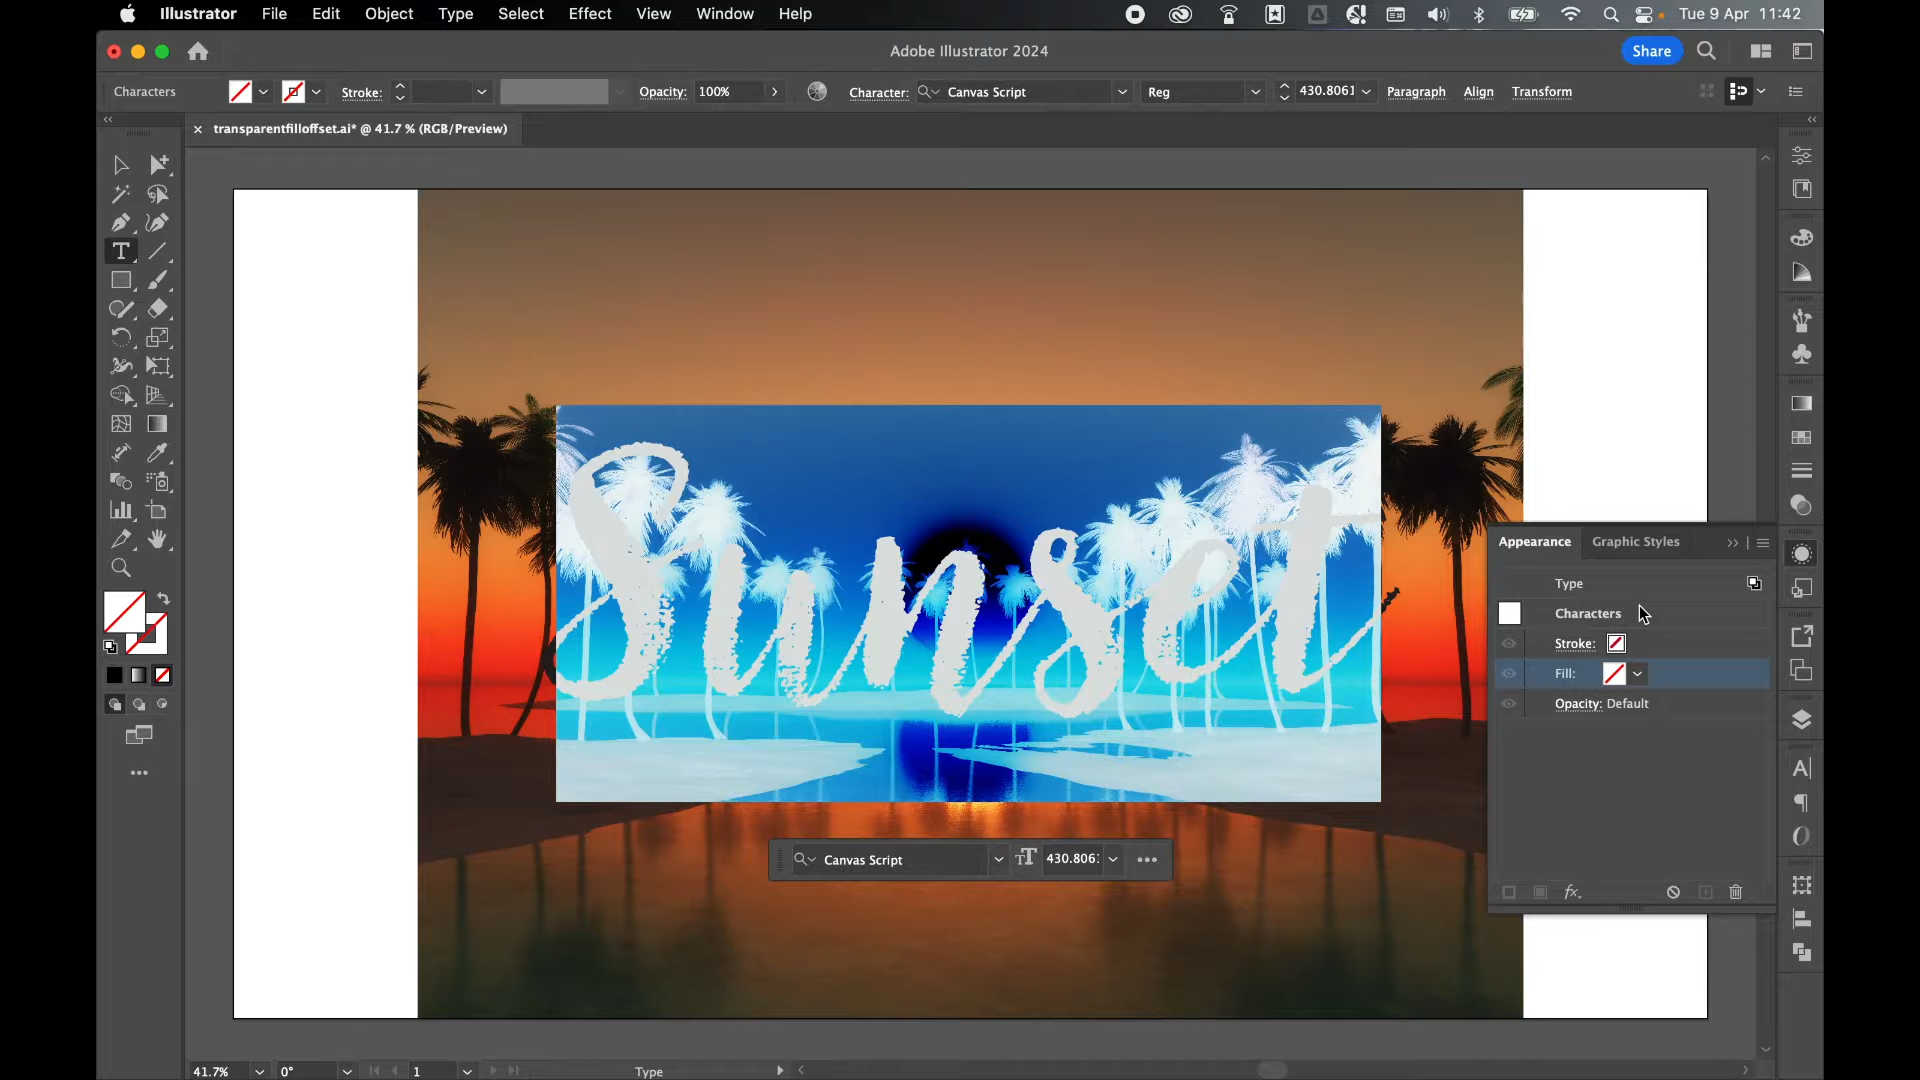 Illustrator File Edit Object Type Select Effect View Window Help Tue 9 Apr 11:42
Adobe Illustrator 2024 Share
Characters Stroke: Opacity: 100% Character: Canvas Script Reg 430.8061 Paragraph Align Transform
× transparentfilloffset.ai* @ 41.7 % (RGB/Preview)
Sunset
Appearance Graphic Styles
Type
Characters
Stroke:
Fill:
Opacity: Default
Canvas Script 430.806:
41.7% 0° 1 Type